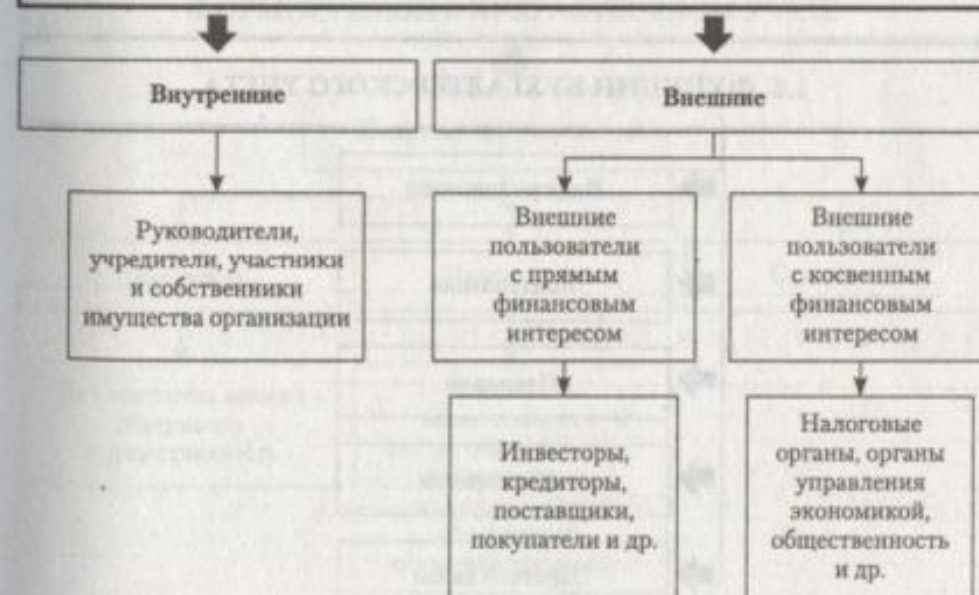 Внутренние
Внешние
Руководители,
учредители, участники
и собственники
имущества организации
Внешние
пользователи
с прямым
финансовым
интересом
Внешние
пользователи
с косвенным
финансовым
интересом
Инвесторы,
кредиторы,
поставщики,
покупатели и др.
Налоговые
органы, органы
управления
экономикой,
общественность
и др.